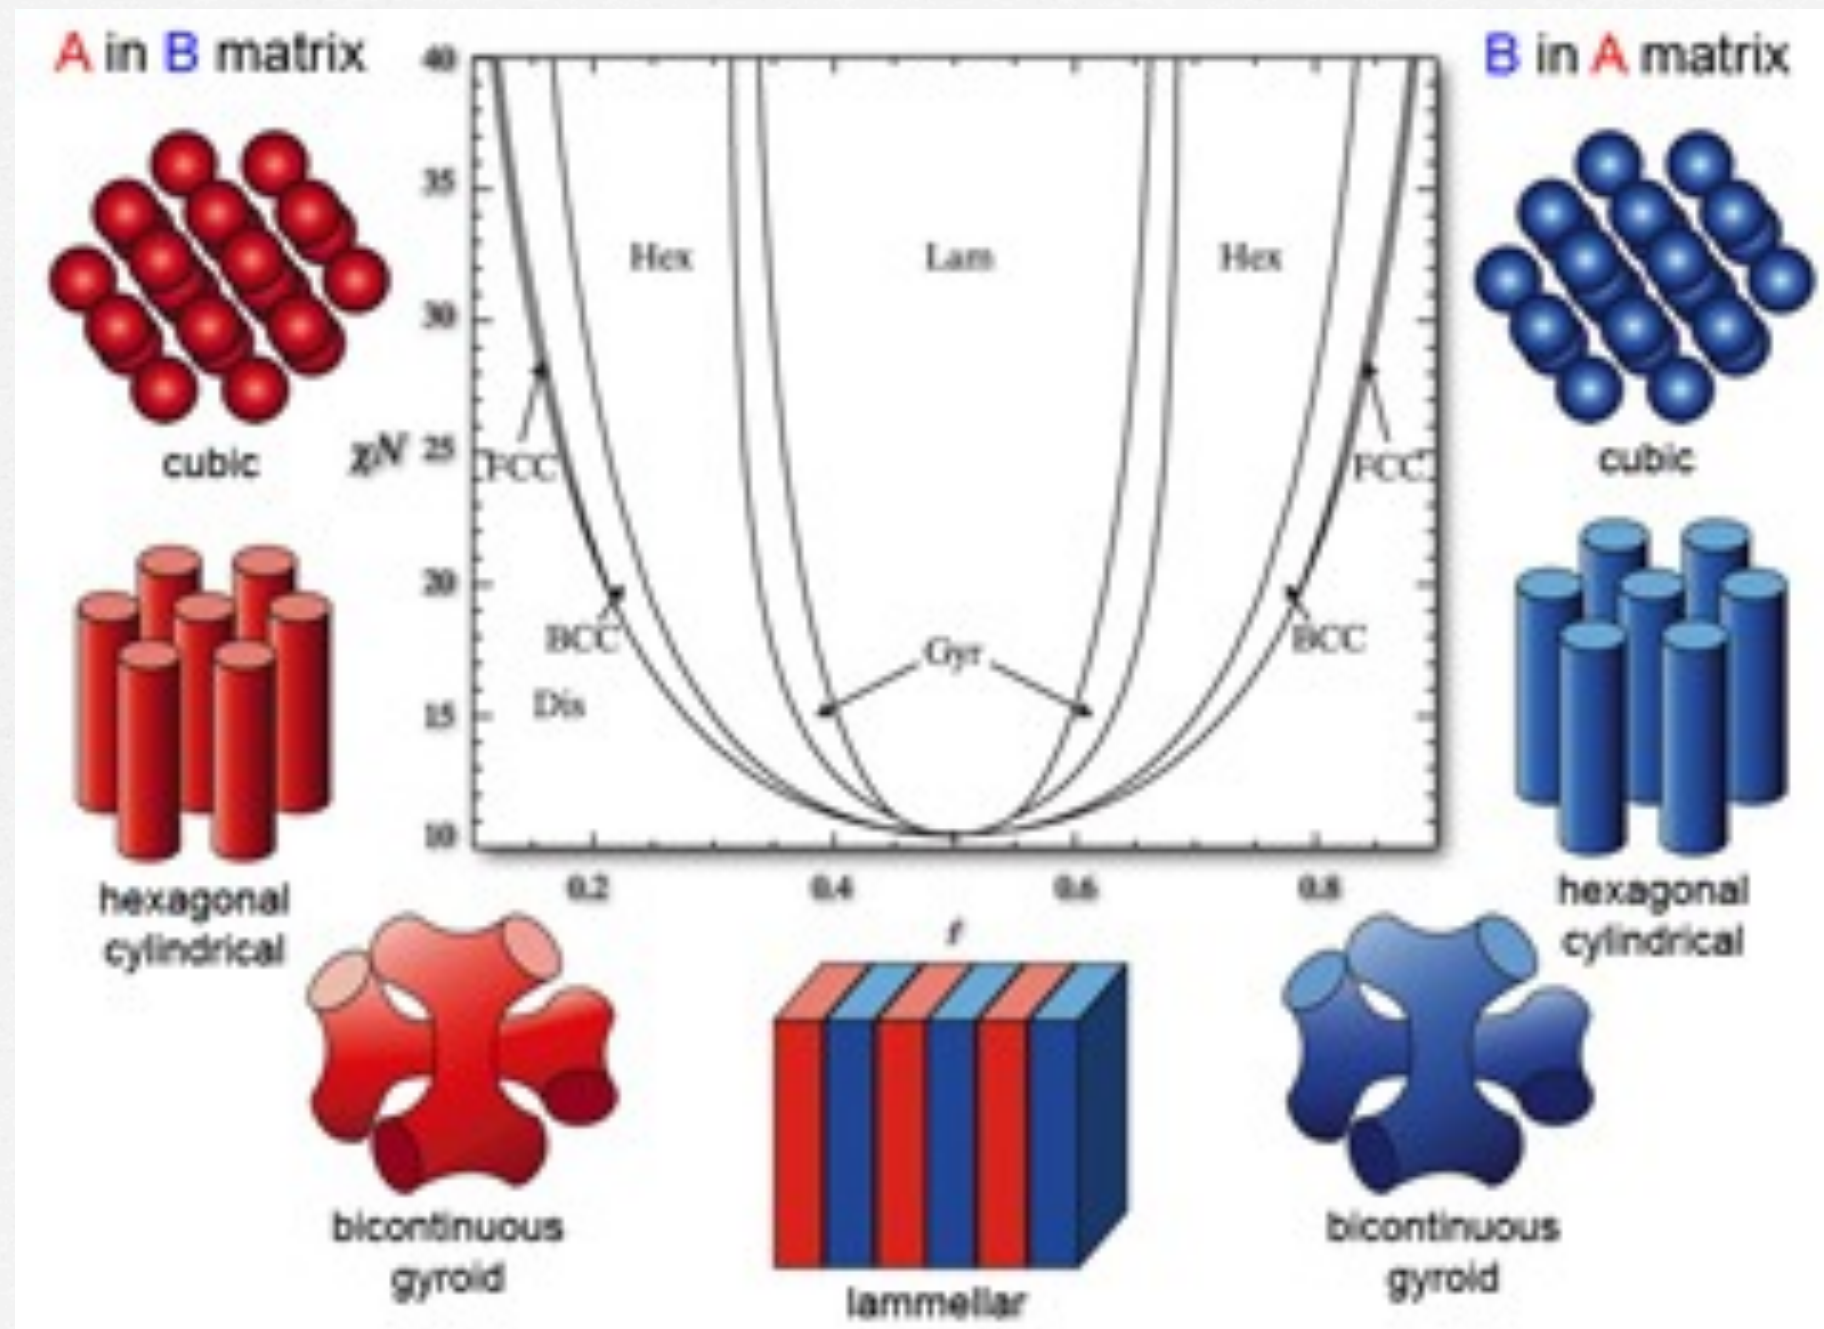 A in B matrix
B in A matrix
cubic
hexagonal
cylindrical
bicontinuous
gyroid
lammellar
cubic
hexagonal
cylindrical
bicontinuous
gyroid
χN
40
35
30
25
20
15
10
Hex
Lam
Hex
FCC
FCC
BCC
BCC
Gyr
Dis
0.2
0.4
0.6
0.8
f